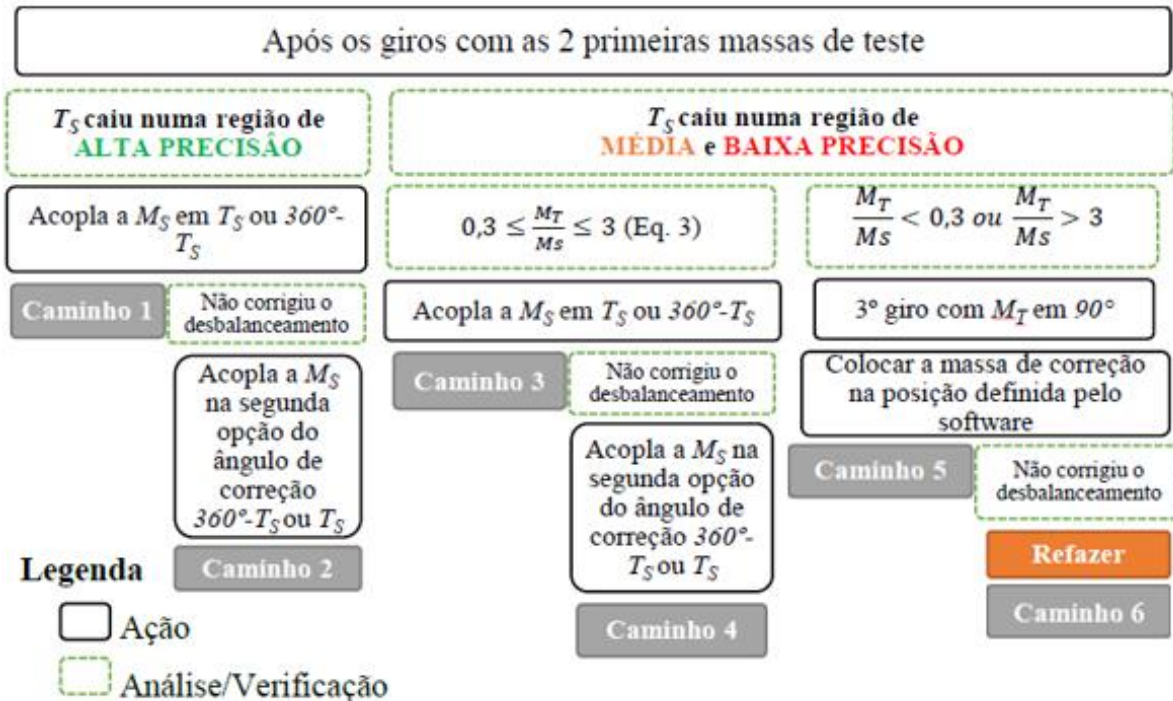 Após os giros com as 2 primeiras massas de teste
T_S caiu numa região de
ALTA PRECISÃO
T_S caiu numa região de
MÉDIA e BAIXA PRECISÃO
Acopla a M_S em T_S ou 360°-
T_S
0,3 ≤ M_T/Ms ≤ 3 (Eq. 3)
M_T/Ms < 0,3 ou M_T/Ms > 3
Caminho 1
Não corrigiu o
desbalanceamento
Acopla a M_S
na segunda
opção do
ângulo de
correção
360°-T_S ou T_S
Caminho 2
Acopla a M_S em T_S ou 360°-T_S
Caminho 3
Não corrigiu o
desbalanceamento
Acopla a M_S na
segunda opção
do ângulo de
correção 360°-
T_S ou T_S
Caminho 4
3º giro com M_T em 90°
Colocar a massa de correção
na posição definida pelo
software
Caminho 5
Não corrigiu o
desbalanceamento
Refazer
Caminho 6
Legenda
Ação
Análise/Verificação